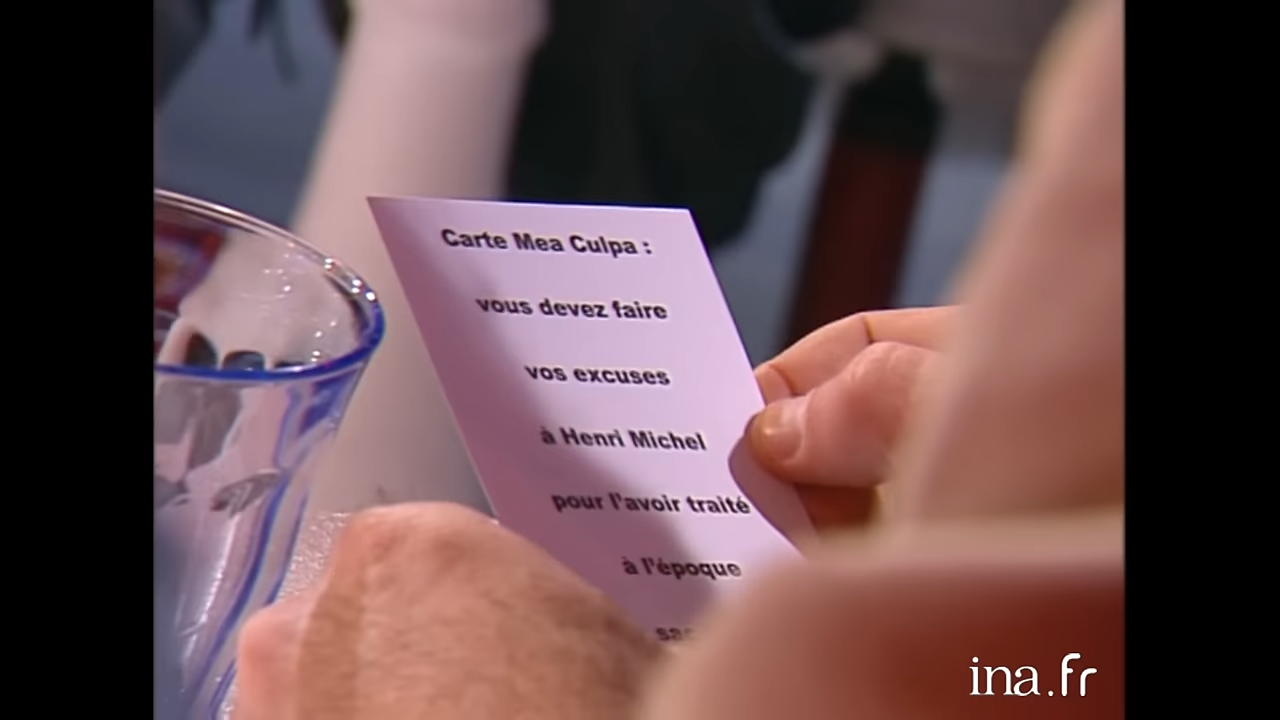 Carte Mea Culpa :
vous devez faire
vos excuses
à Henri Michel
pour l'avoir traité
à l'époque
ina.fr